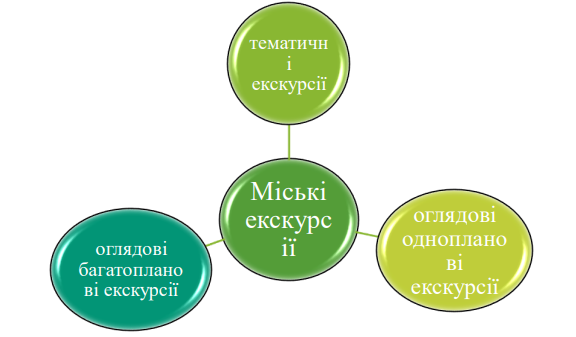 тематичн
і
екскурсії
Міські
екскурс
ії
оглядові
одноплано
ві
екскурсії
оглядові
багатоплано
ві екскурсії